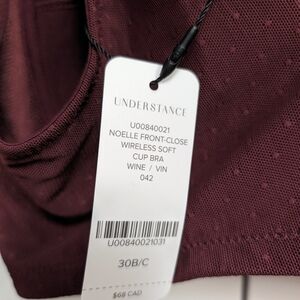 UNDERSTANCE
U00840021
NOELLE FRONT-CLOSE
WIRELESS SOFT
CUP BRA
WINE / VIN
042
U00840021031
30B/C
$68 CAD